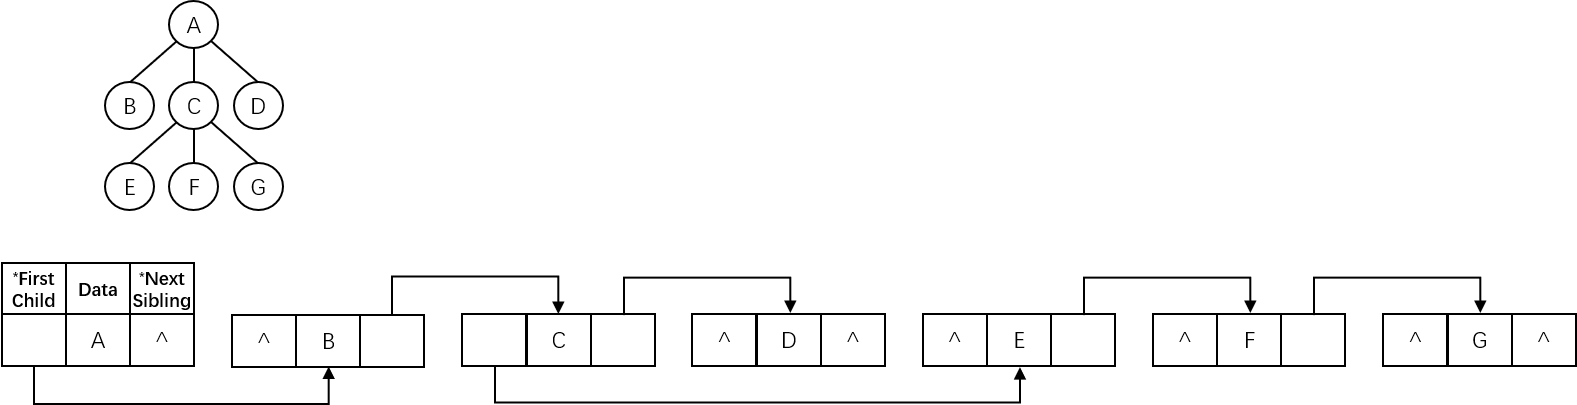 A
B C D
E F G
*First Child Data *Next Sibling
A ^ ^ B C ^ D ^ ^ E ^ F ^ G ^